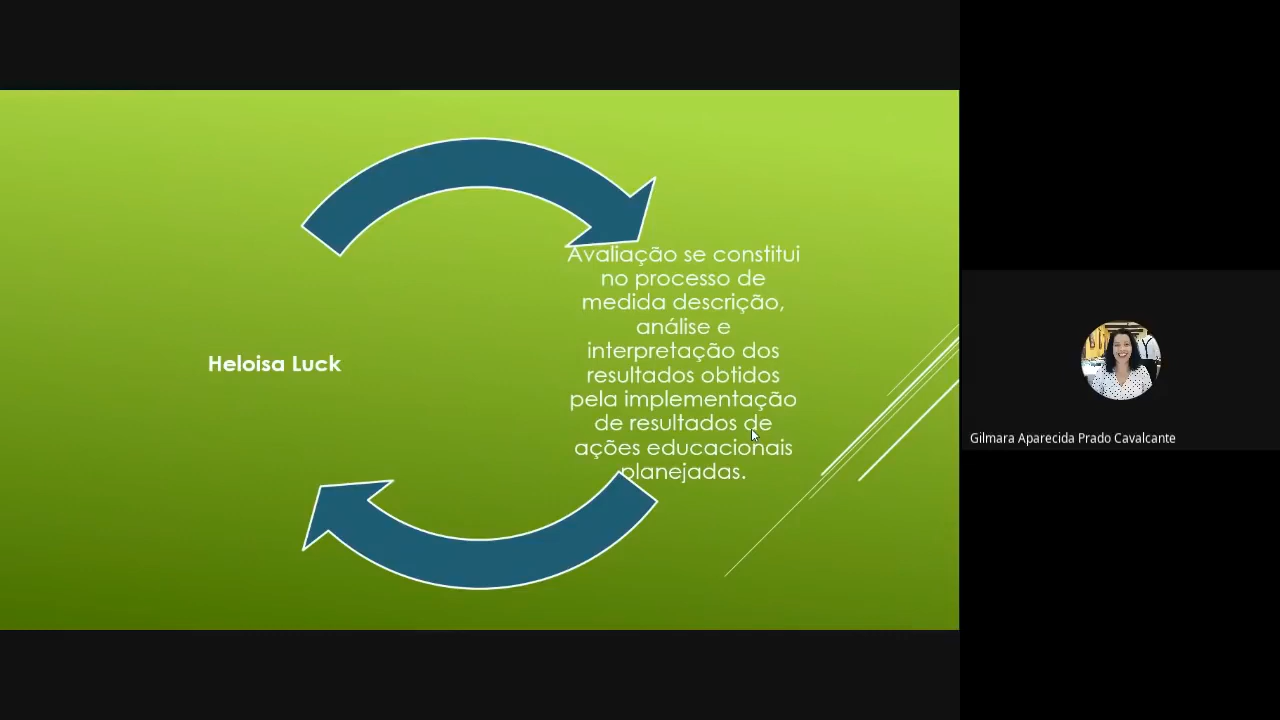 Heloisa Luck
Avaliação se constitui
no processo de
medida descrição,
análise e
interpretação dos
resultados obtidos
pela implementação
de resultados de
ações educacionais
planejadas.
Gilmara Aparecida Prado Cavalcante